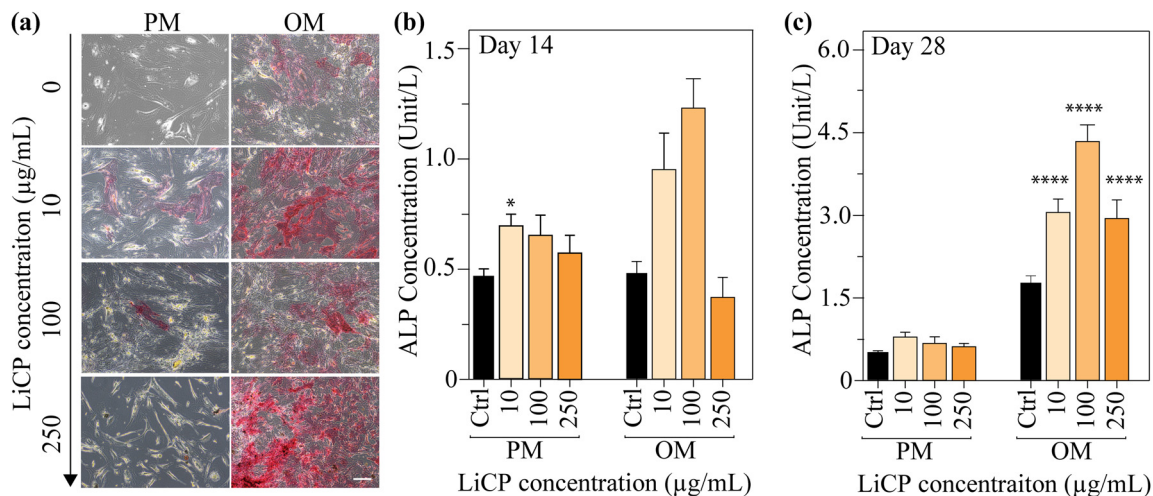 (a)
PM OM
LiCP concentraiton (µg/mL)
0
10
100
250
(b)
Day 14
ALP Concentration (Unit/L)
1.5
1.0
0.5
0
*
Ctrl 10 100 250 Ctrl 10 100 250
PM OM
LiCP concentration (µg/mL)
(c)
Day 28
ALP Concentration (Unit/L)
6.0
4.5
3.0
1.5
0
****
****
****
Ctrl 10 100 250 Ctrl 10 100 250
PM OM
LiCP concentraiton (µg/mL)